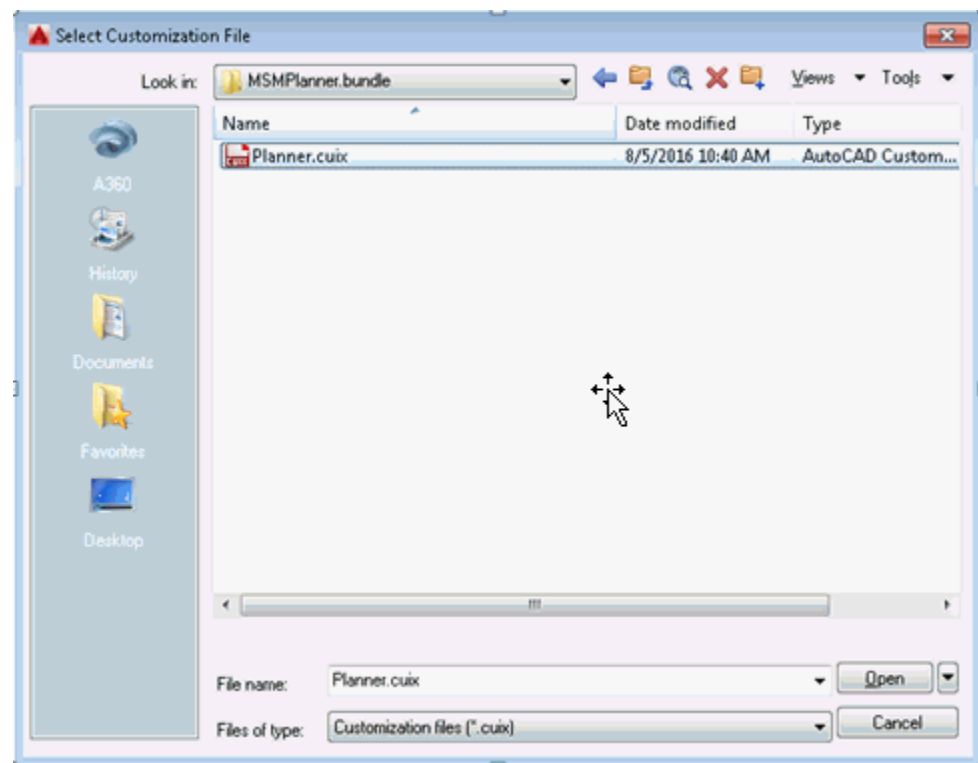 Select Customization File
Look in: MSMPlanner.bundle Views Tools
Name Date modified Type
Planner.cuix 8/5/2016 10:40 AM AutoCAD Custom...
A360
History
Documents
Favorites
Desktop
File name: Planner.cuix Open
Files of type: Customization files (*.cuix) Cancel